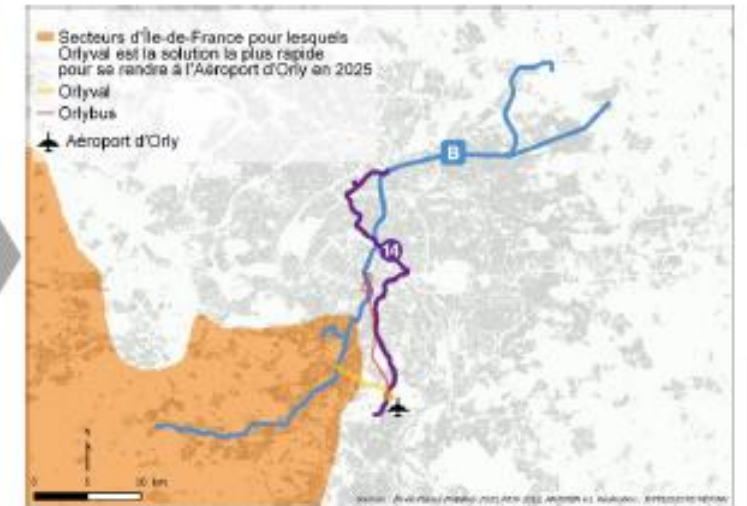 Secteurs d'Île-de-France pour lesquels
Orlyval est la solution la plus rapide
pour se rendre à l'Aéroport d'Orly en 2025
Orlyval
Orlybus
Aéroport d'Orly
B
14
0 5 10 km